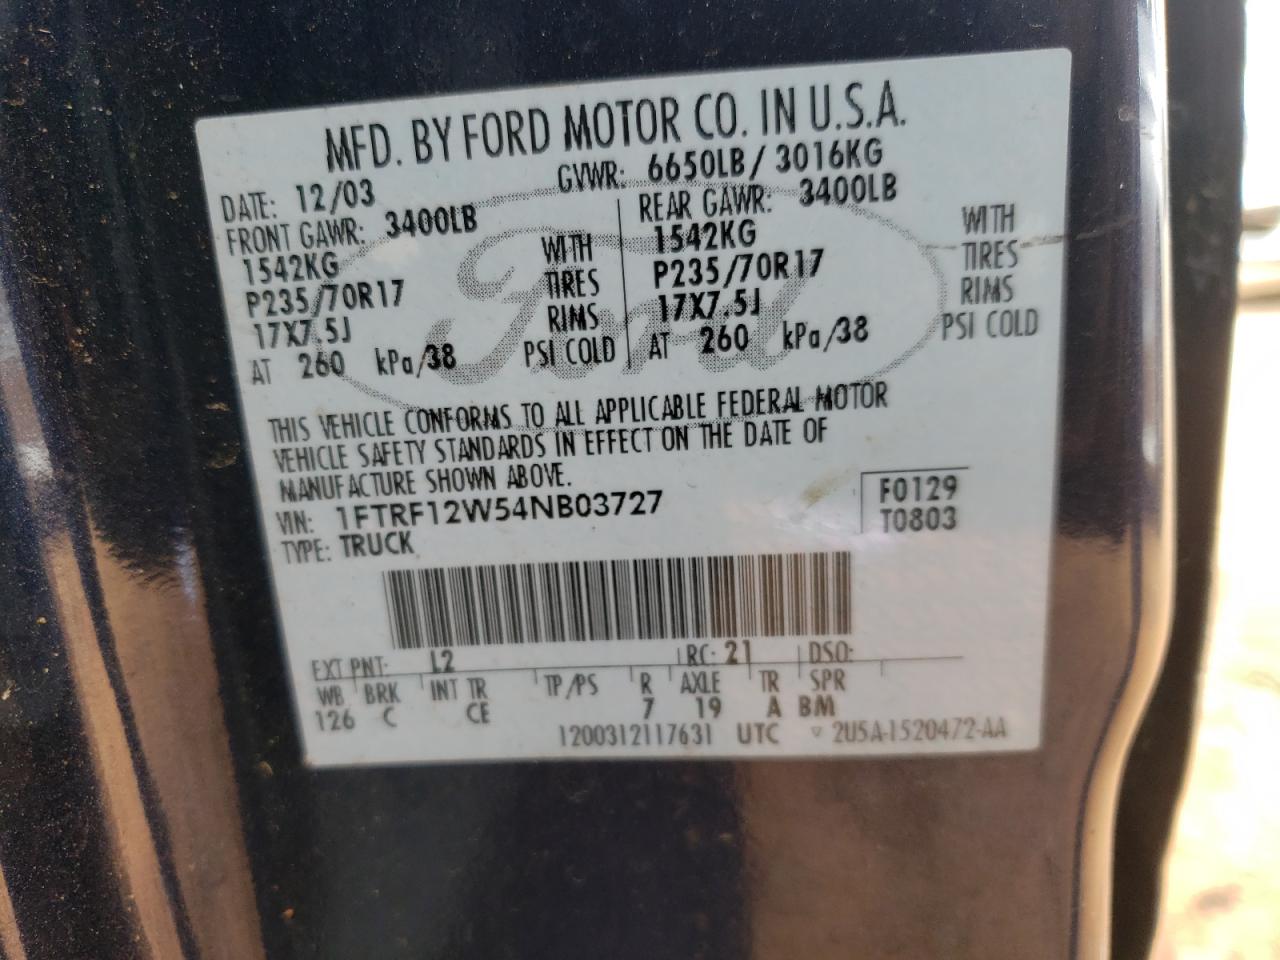 MFD. BY FORD MOTOR CO. IN U.S.A.
DATE: 12/03 GVWR: 6650LB/ 3016KG
FRONT GAWR: 3400LB REAR GAWR: 3400LB
1542KG WITH 1542KG WITH
P235/70R17 TIRES P235/70R17 TIRES
17X7.5J RIMS 17X7.5J RIMS
AT 260 kPa/38 PSI COLD AT 260 kPa/38 PSI COLD
Ford
THIS VEHICLE CONFORMS TO ALL APPLICABLE FEDERAL MOTOR
VEHICLE SAFETY STANDARDS IN EFFECT ON THE DATE OF
MANUFACTURE SHOWN ABOVE.
VIN: 1FTRF12W54NB03727 F0129
TYPE: TRUCK T0803
EXT PNT: L2 RC: 21 DSO:
WB BRK INT TR TP/PS R AXLE TR SPR
126 C CE 7 19 A BM
1200312117631 UTC ▽ 2U5A-1520472-AA